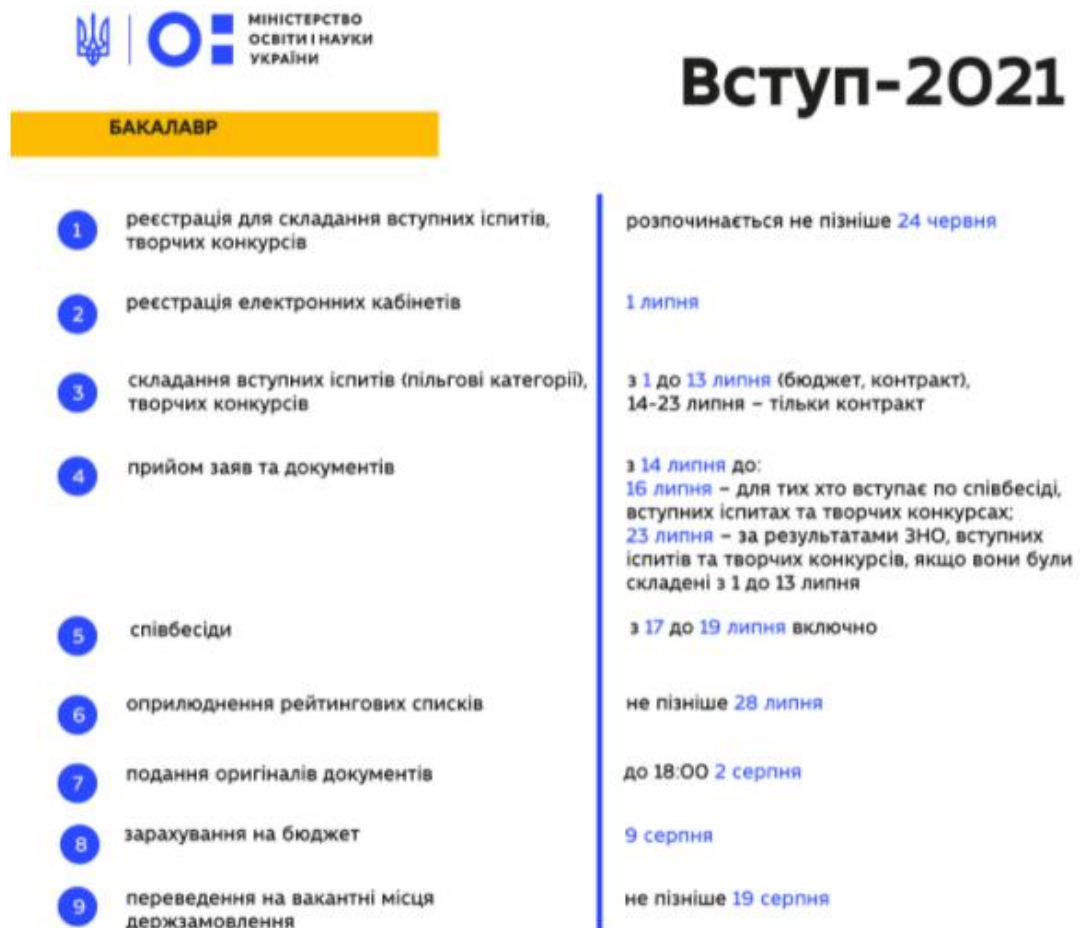 МІНІСТЕРСТВО
ОСВІТИ І НАУКИ
УКРАЇНИ
Вступ-2021
БАКАЛАВР
1
реєстрація для складання вступних іспитів,
творчих конкурсів
розпочинається не пізніше 24 червня
2
реєстрація електронних кабінетів
1 липня
3
складання вступних іспитів (пільгові категорії),
творчих конкурсів
з 1 до 13 липня (бюджет, контракт),
14-23 липня – тільки контракт
4
прийом заяв та документів
з 14 липня до:
16 липня – для тих хто вступає по співбесіді,
вступних іспитах та творчих конкурсах;
23 липня – за результатами ЗНО, вступних
іспитів та творчих конкурсів, якщо вони були
складені з 1 до 13 липня
5
співбесіди
з 17 до 19 липня включно
6
оприлюднення рейтингових списків
не пізніше 28 липня
7
подання оригіналів документів
до 18:00 2 серпня
8
зарахування на бюджет
9 серпня
9
переведення на вакантні місця
держзамовлення
не пізніше 19 серпня